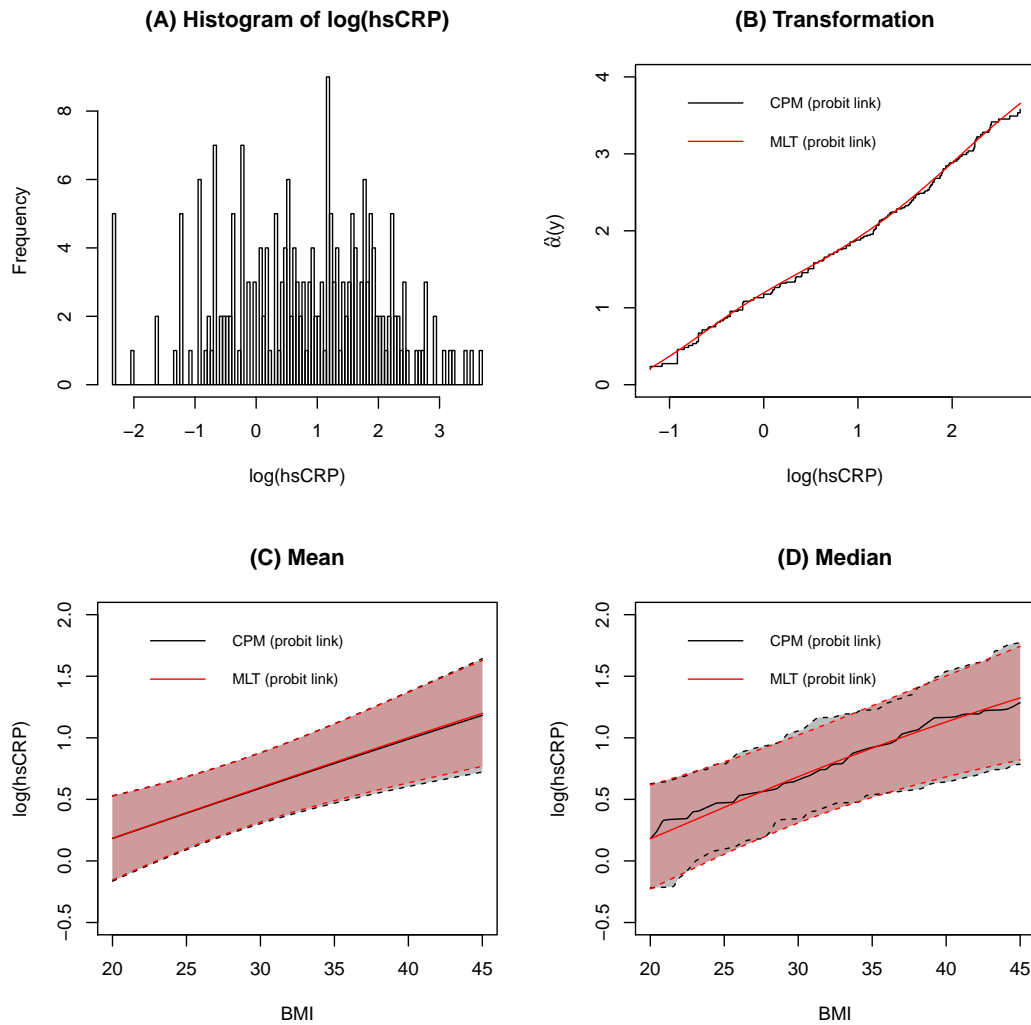 (A) Histogram of log(hsCRP)
Frequency
0
2
4
6
8
−2
−1
0
1
2
3
log(hsCRP)
(B) Transformation
α̂(y)
0
1
2
3
4
CPM (probit link)
MLT (probit link)
−1
0
1
2
log(hsCRP)
(C) Mean
log(hsCRP)
−0.5
0.0
0.5
1.0
1.5
2.0
CPM (probit link)
MLT (probit link)
20
25
30
35
40
45
BMI
(D) Median
log(hsCRP)
−0.5
0.0
0.5
1.0
1.5
2.0
CPM (probit link)
MLT (probit link)
20
25
30
35
40
45
BMI